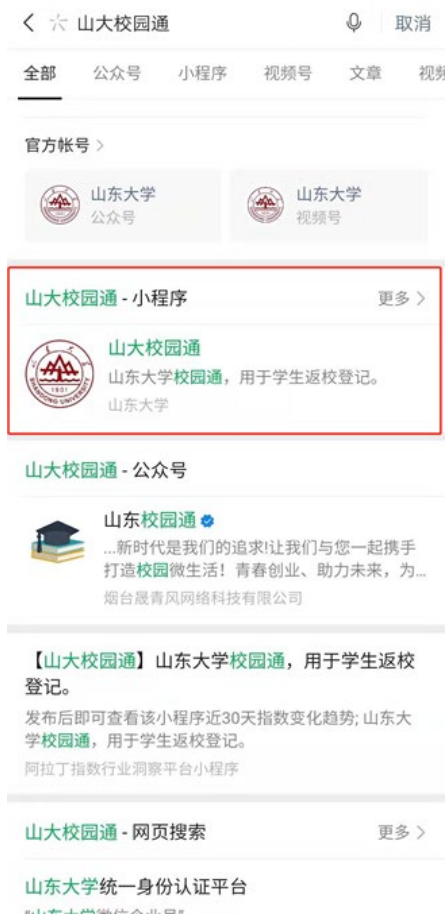 山大校园通
取消
全部 公众号 小程序 视频号 文章 视频
官方帐号
山东大学 山东大学
公众号 视频号
山大校园通 - 小程序 更多
山大校园通
山东大学校园通，用于学生返校登记。
山东大学
山大校园通 - 公众号
山东校园通
...新时代是我们的追求!让我们与您一起携手
打造校园微生活！青春创业、助力未来，为...
烟台晟青风网络科技有限公司
【山大校园通】山东大学校园通，用于学生返校
登记。
发布后即可查看该小程序近30天指数变化趋势; 山东大
学校园通，用于学生返校登记。
阿拉丁指数行业洞察平台小程序
山大校园通 - 网页搜索 更多
山东大学统一身份认证平台